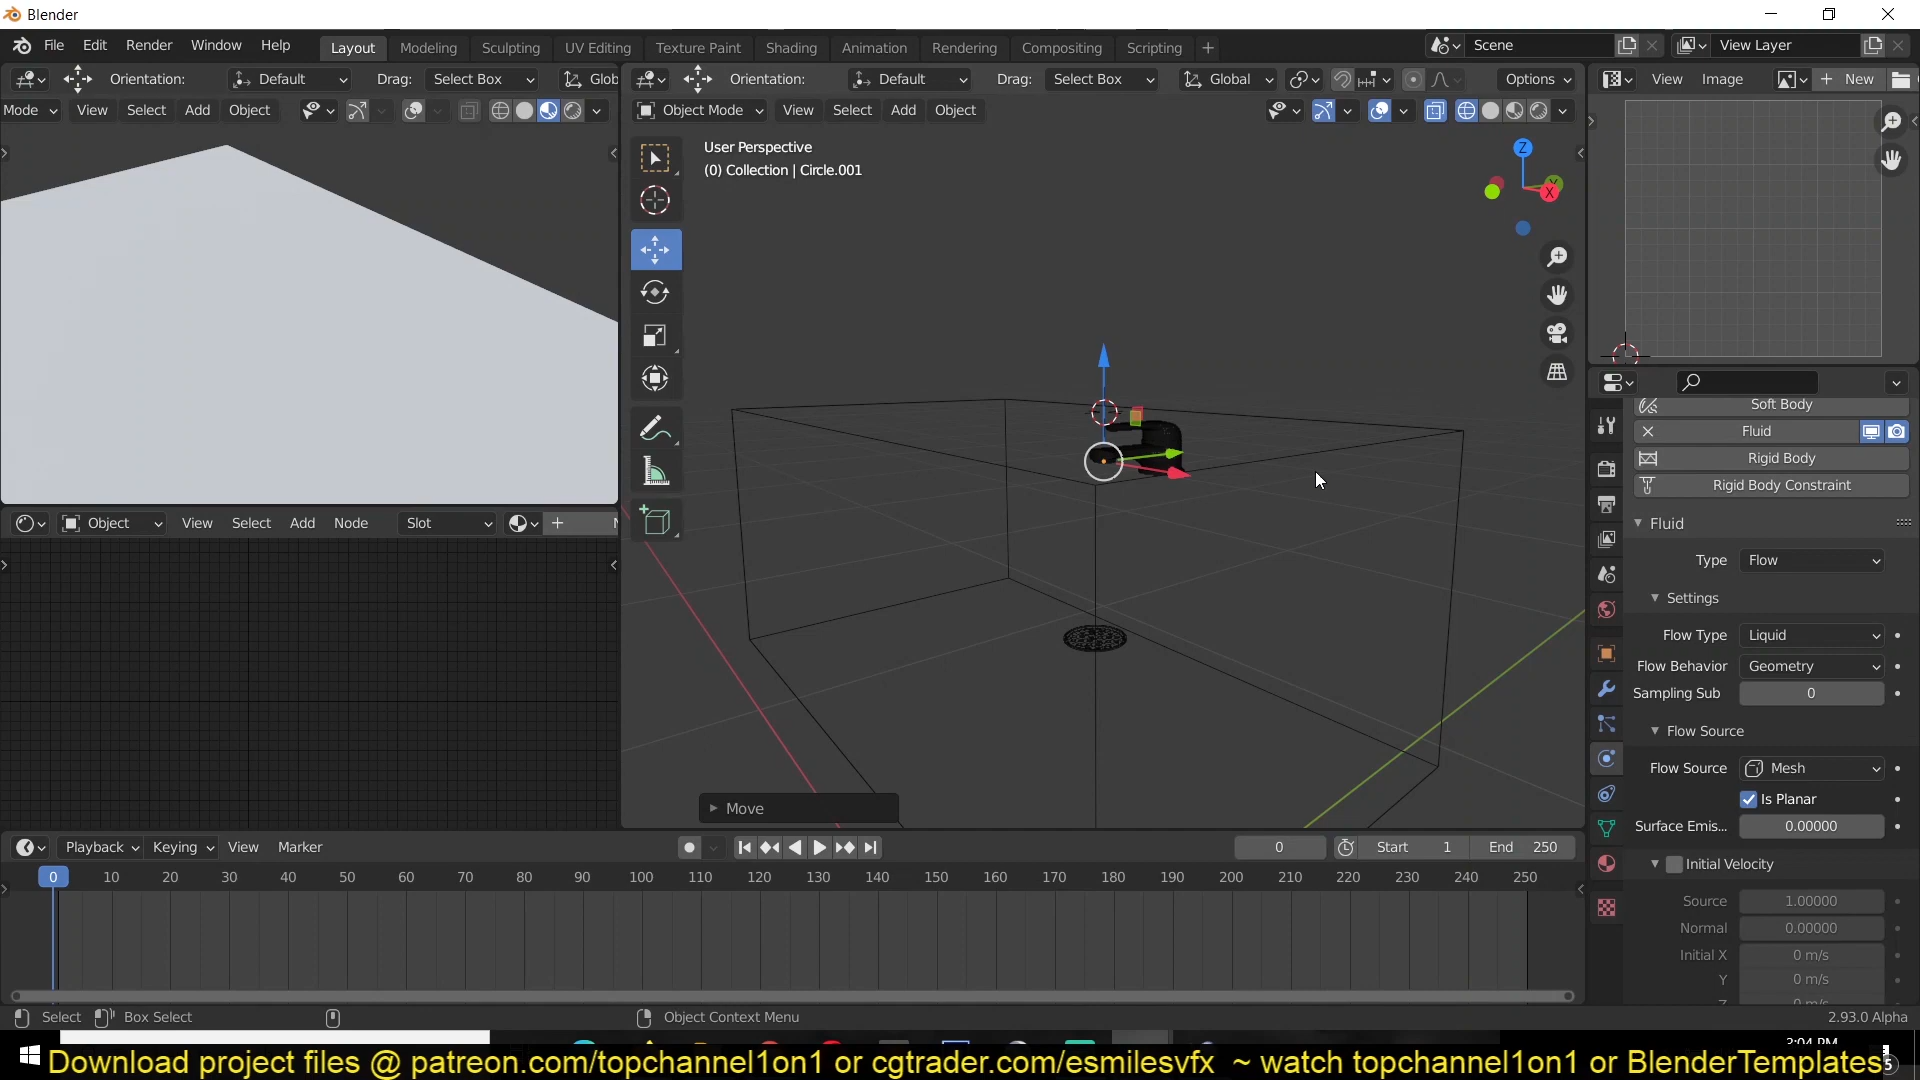 Blender
File Edit Render Window Help
Layout Modeling Sculpting UV Editing Texture Paint Shading Animation Rendering Compositing Scripting +
Scene
View Layer
Orientation: Default Drag: Select Box Glob
Orientation: Default Drag: Select Box Global Options
View Image New
Mode View Select Add Object
Object Mode View Select Add Object
User Perspective
(0) Collection | Circle.001
Z
Y
X
Soft Body
Fluid
Rigid Body
Rigid Body Constraint
Fluid
Type Flow
Settings
Flow Type Liquid
Flow Behavior Geometry
Sampling Sub 0
Flow Source
Flow Source Mesh
Is Planar
Surface Emis... 0.00000
Initial Velocity
Source 1.00000
Normal 0.00000
Initial X 0 m/s
Y 0 m/s
Z 0 m/s
Object View Select Add Node Slot
Move
Playback Keying View Marker
0 Start 1 End 250
0 10 20 30 40 50 60 70 80 90 100 110 120 130 140 150 160 170 180 190 200 210 220 230 240 250
Select Box Select Object Context Menu 2.93.0 Alpha
3:04 PM
Download project files @ patreon.com/topchannel1on1 or cgtrader.com/esmilesvfx ~ watch topchannel1on1 or BlenderTemplates
5